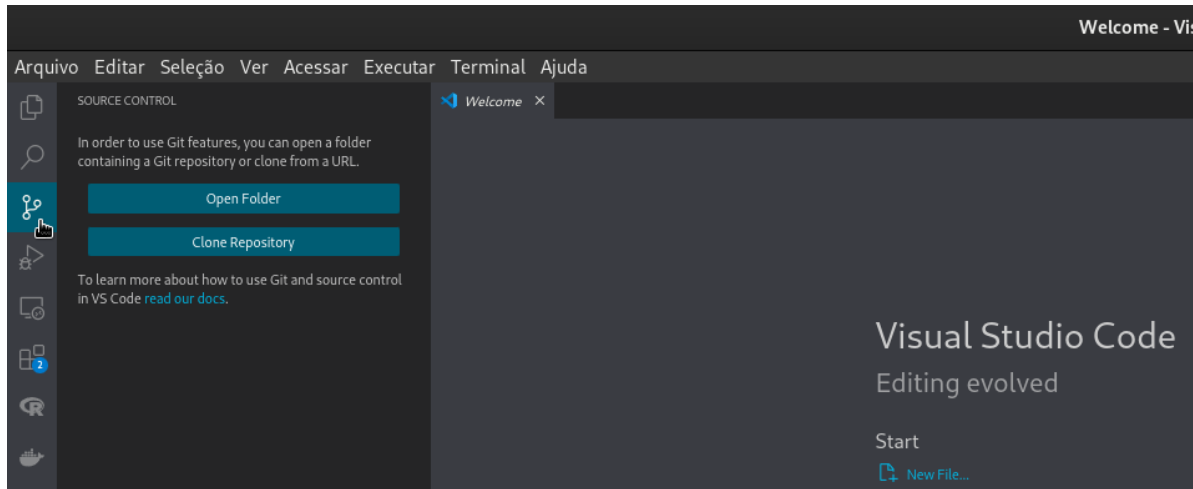 Welcome - Vis
Arquivo Editar Seleção Ver Acessar Executar Terminal Ajuda
SOURCE CONTROL
Welcome
In order to use Git features, you can open a folder
containing a Git repository or clone from a URL.
Open Folder
Clone Repository
To learn more about how to use Git and source control
in VS Code read our docs.
2
R
Visual Studio Code
Editing evolved
Start
New File...